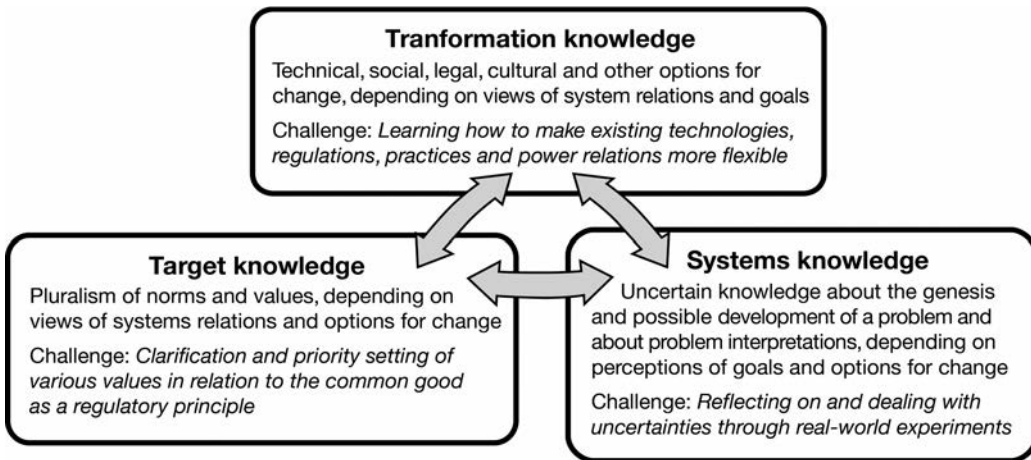 Tranformation knowledge
Technical, social, legal, cultural and other options for
change, depending on views of system relations and goals
Challenge: Learning how to make existing technologies,
regulations, practices and power relations more flexible
Target knowledge
Pluralism of norms and values, depending on
views of systems relations and options for change
Challenge: Clarification and priority setting of
various values in relation to the common good
as a regulatory principle
Systems knowledge
Uncertain knowledge about the genesis
and possible development of a problem and
about problem interpretations, depending on
perceptions of goals and options for change
Challenge: Reflecting on and dealing with
uncertainties through real-world experiments